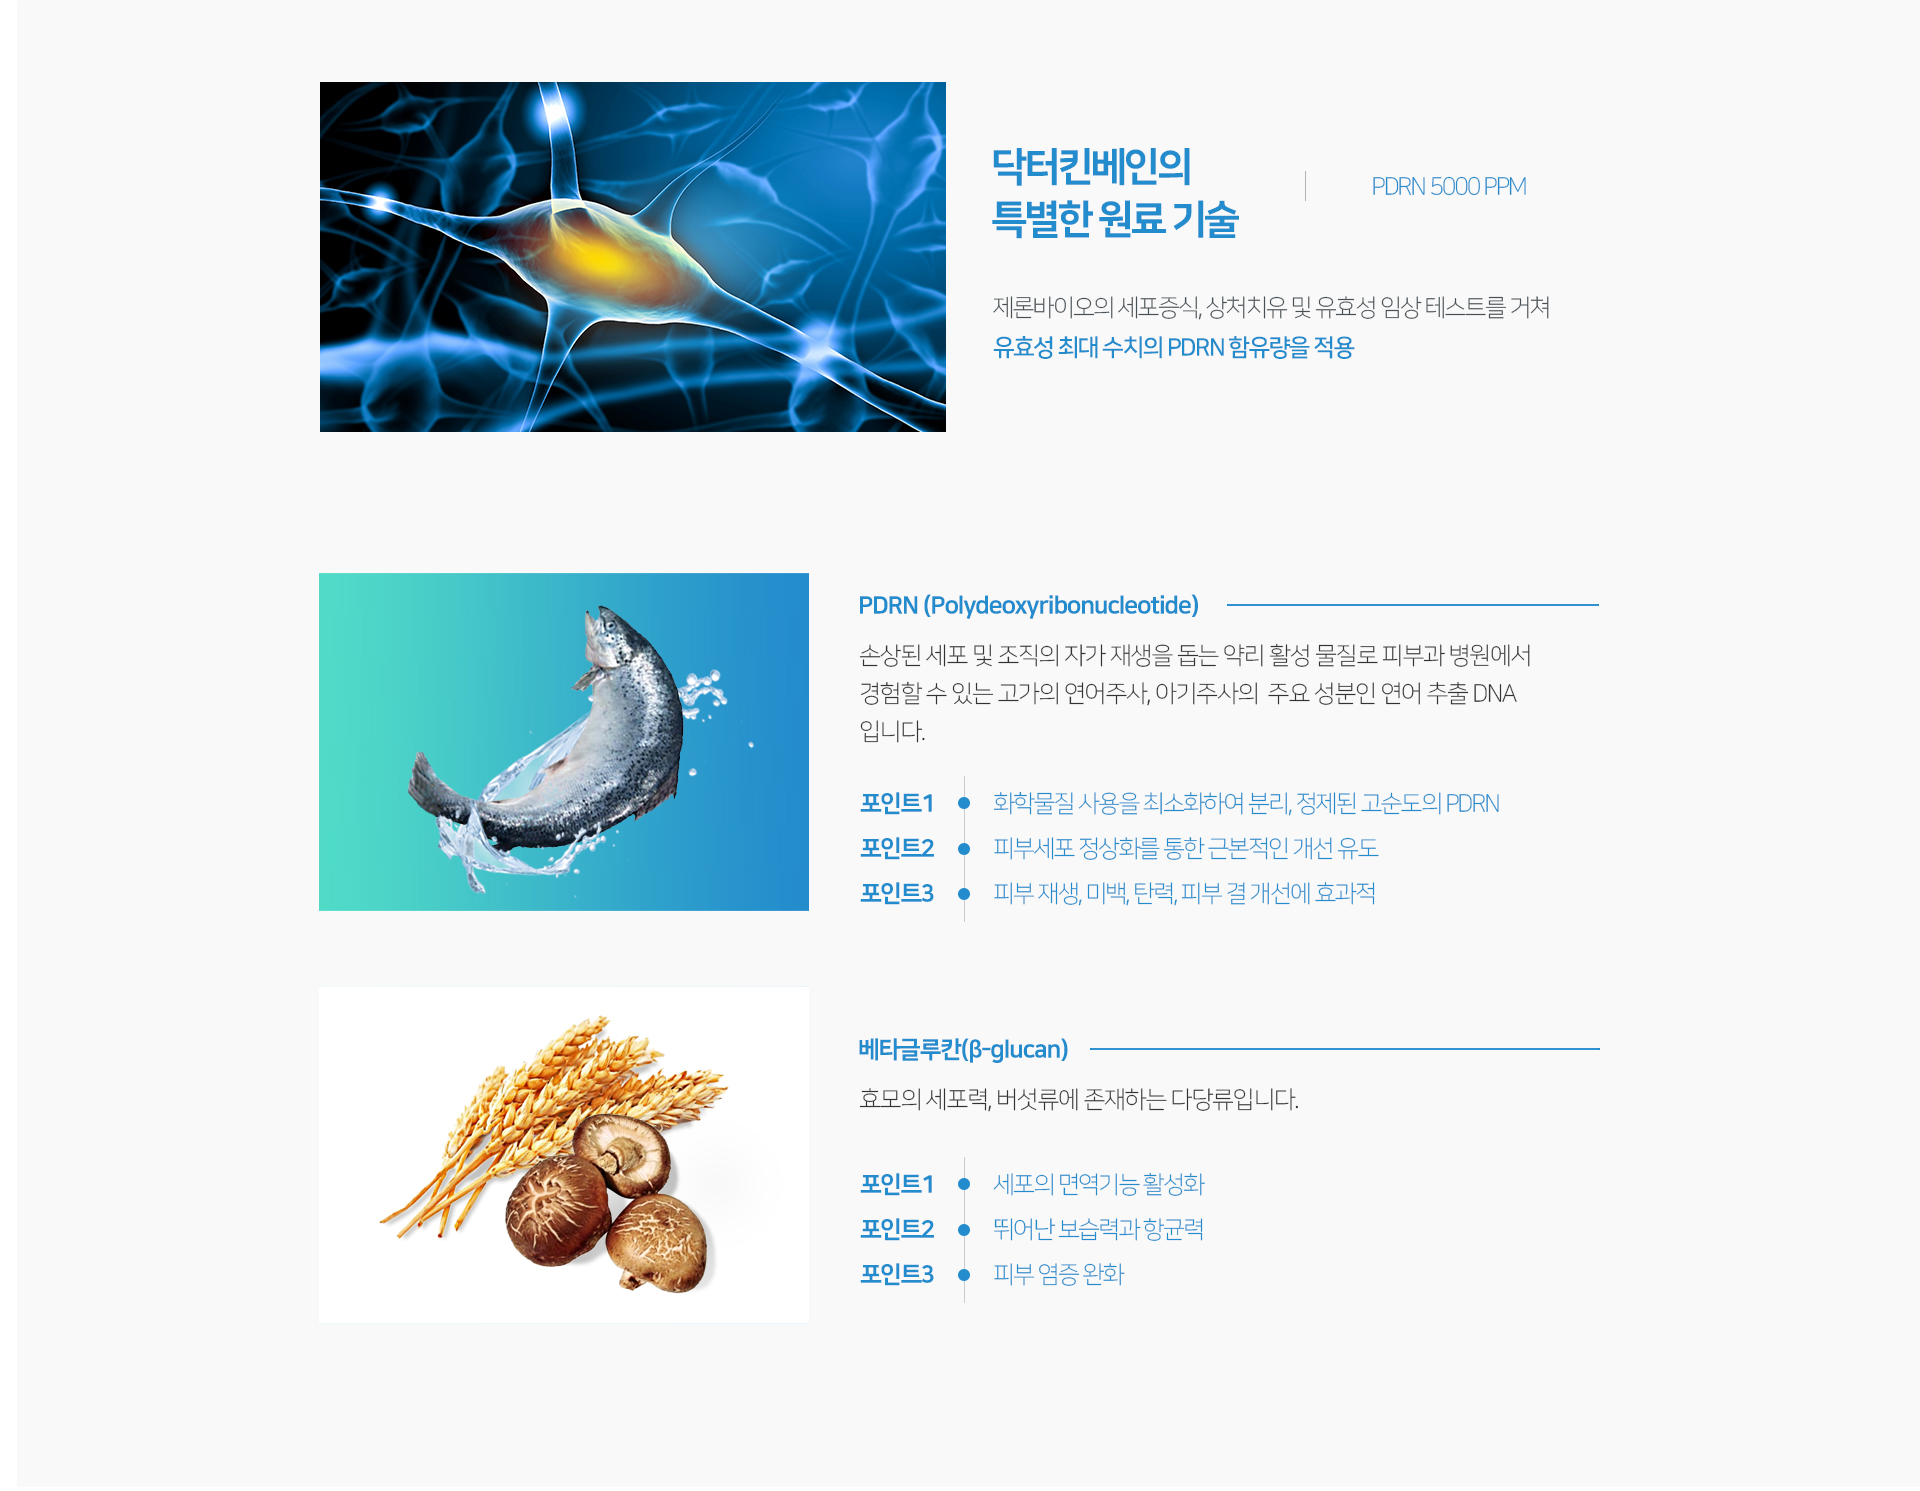 닥터킨베인의
특별한 원료 기술
PDRN 5000 PPM
제론바이오의 세포증식, 상처치유 및 유효성 임상 테스트를 거쳐
유효성 최대 수치의 PDRN 함유량을 적용
PDRN (Polydeoxyribonucleotide)
손상된 세포 및 조직의 자가 재생을 돕는 약리 활성 물질로 피부과 병원에서
경험할 수 있는 고가의 연어주사, 아기주사의 주요 성분인 연어 추출 DNA
입니다.
포인트1 화학물질 사용을 최소화하여 분리, 정제된 고순도의 PDRN
포인트2 피부세포 정상화를 통한 근본적인 개선 유도
포인트3 피부 재생, 미백, 탄력, 피부 결 개선에 효과적
베타글루칸(β-glucan)
효모의 세포력, 버섯류에 존재하는 다당류입니다.
포인트1 세포의 면역기능 활성화
포인트2 뛰어난 보습력과 항균력
포인트3 피부 염증 완화